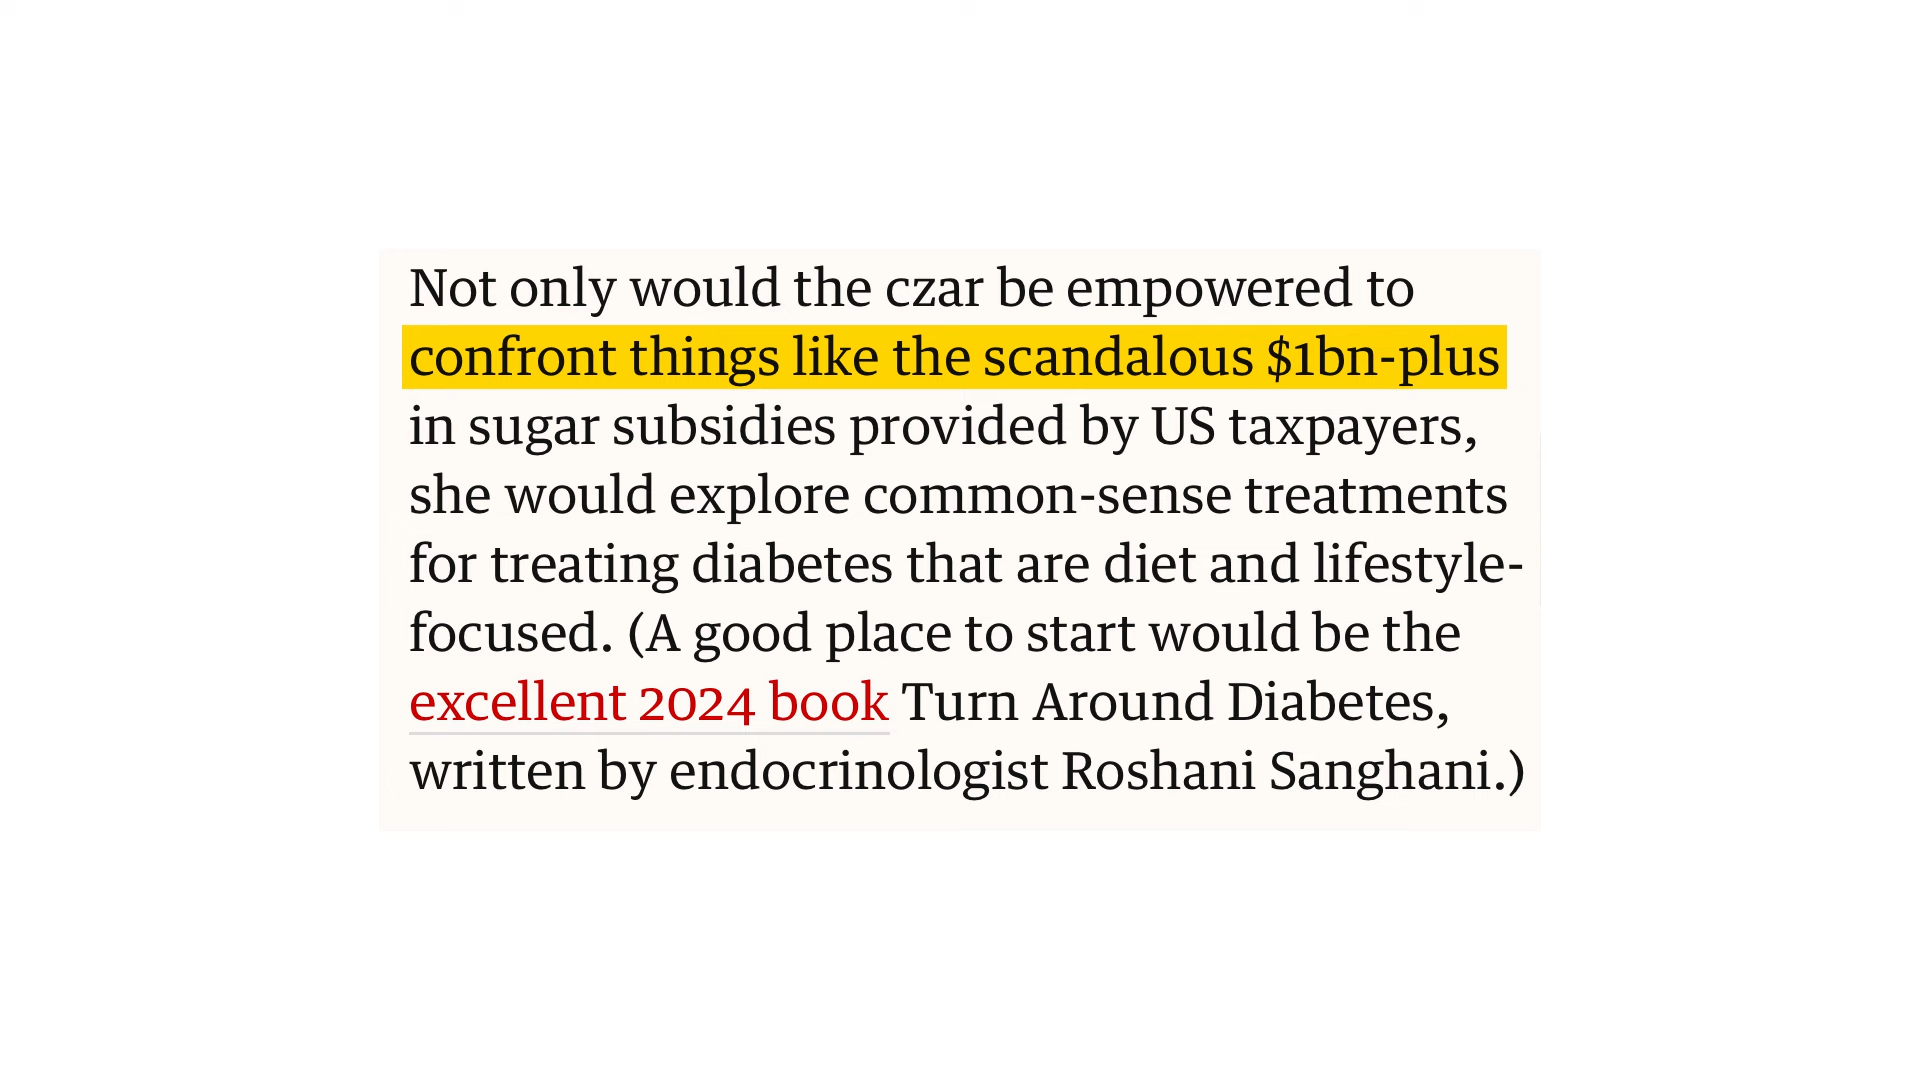 Not only would the czar be empowered to
confront things like the scandalous $1bn-plus
in sugar subsidies provided by US taxpayers,
she would explore common-sense treatments
for treating diabetes that are diet and lifestyle-
focused. (A good place to start would be the
excellent 2024 book Turn Around Diabetes,
written by endocrinologist Roshani Sanghani.)